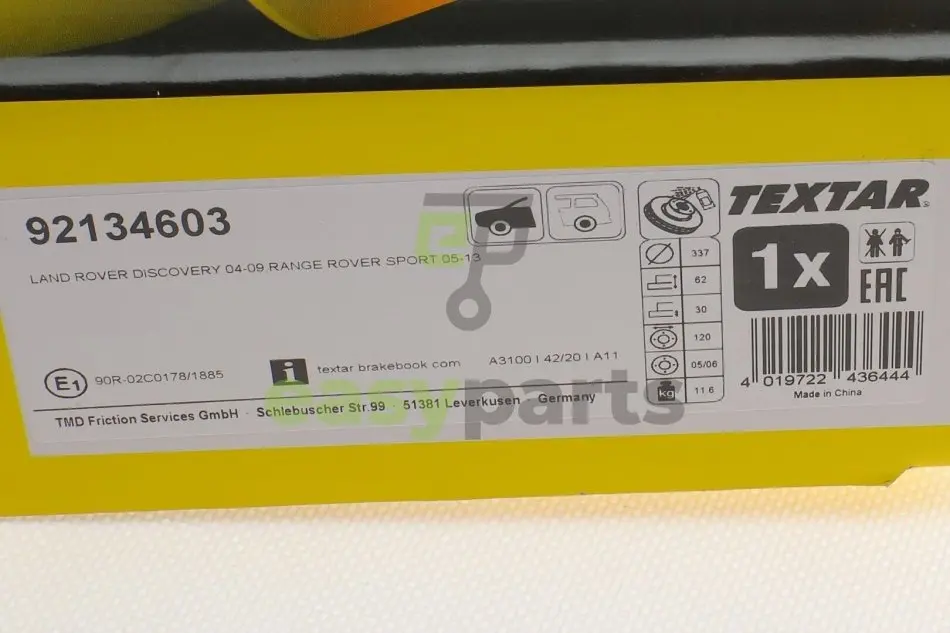 92134603
LAND ROVER DISCOVERY 04-09 RANGE ROVER SPORT 05-13
TEXTAR
1x
EAC
337
62
30
120
05/06
kg 11.6
E1 90R-02C0178/1885
i textar brakebook.com
A3100 I 42/20 I A11
TMD Friction Services GmbH · Schlebuscher Str.99 · 51381 Leverkusen · Germany
4 019722 436444
Made in China
easyparts